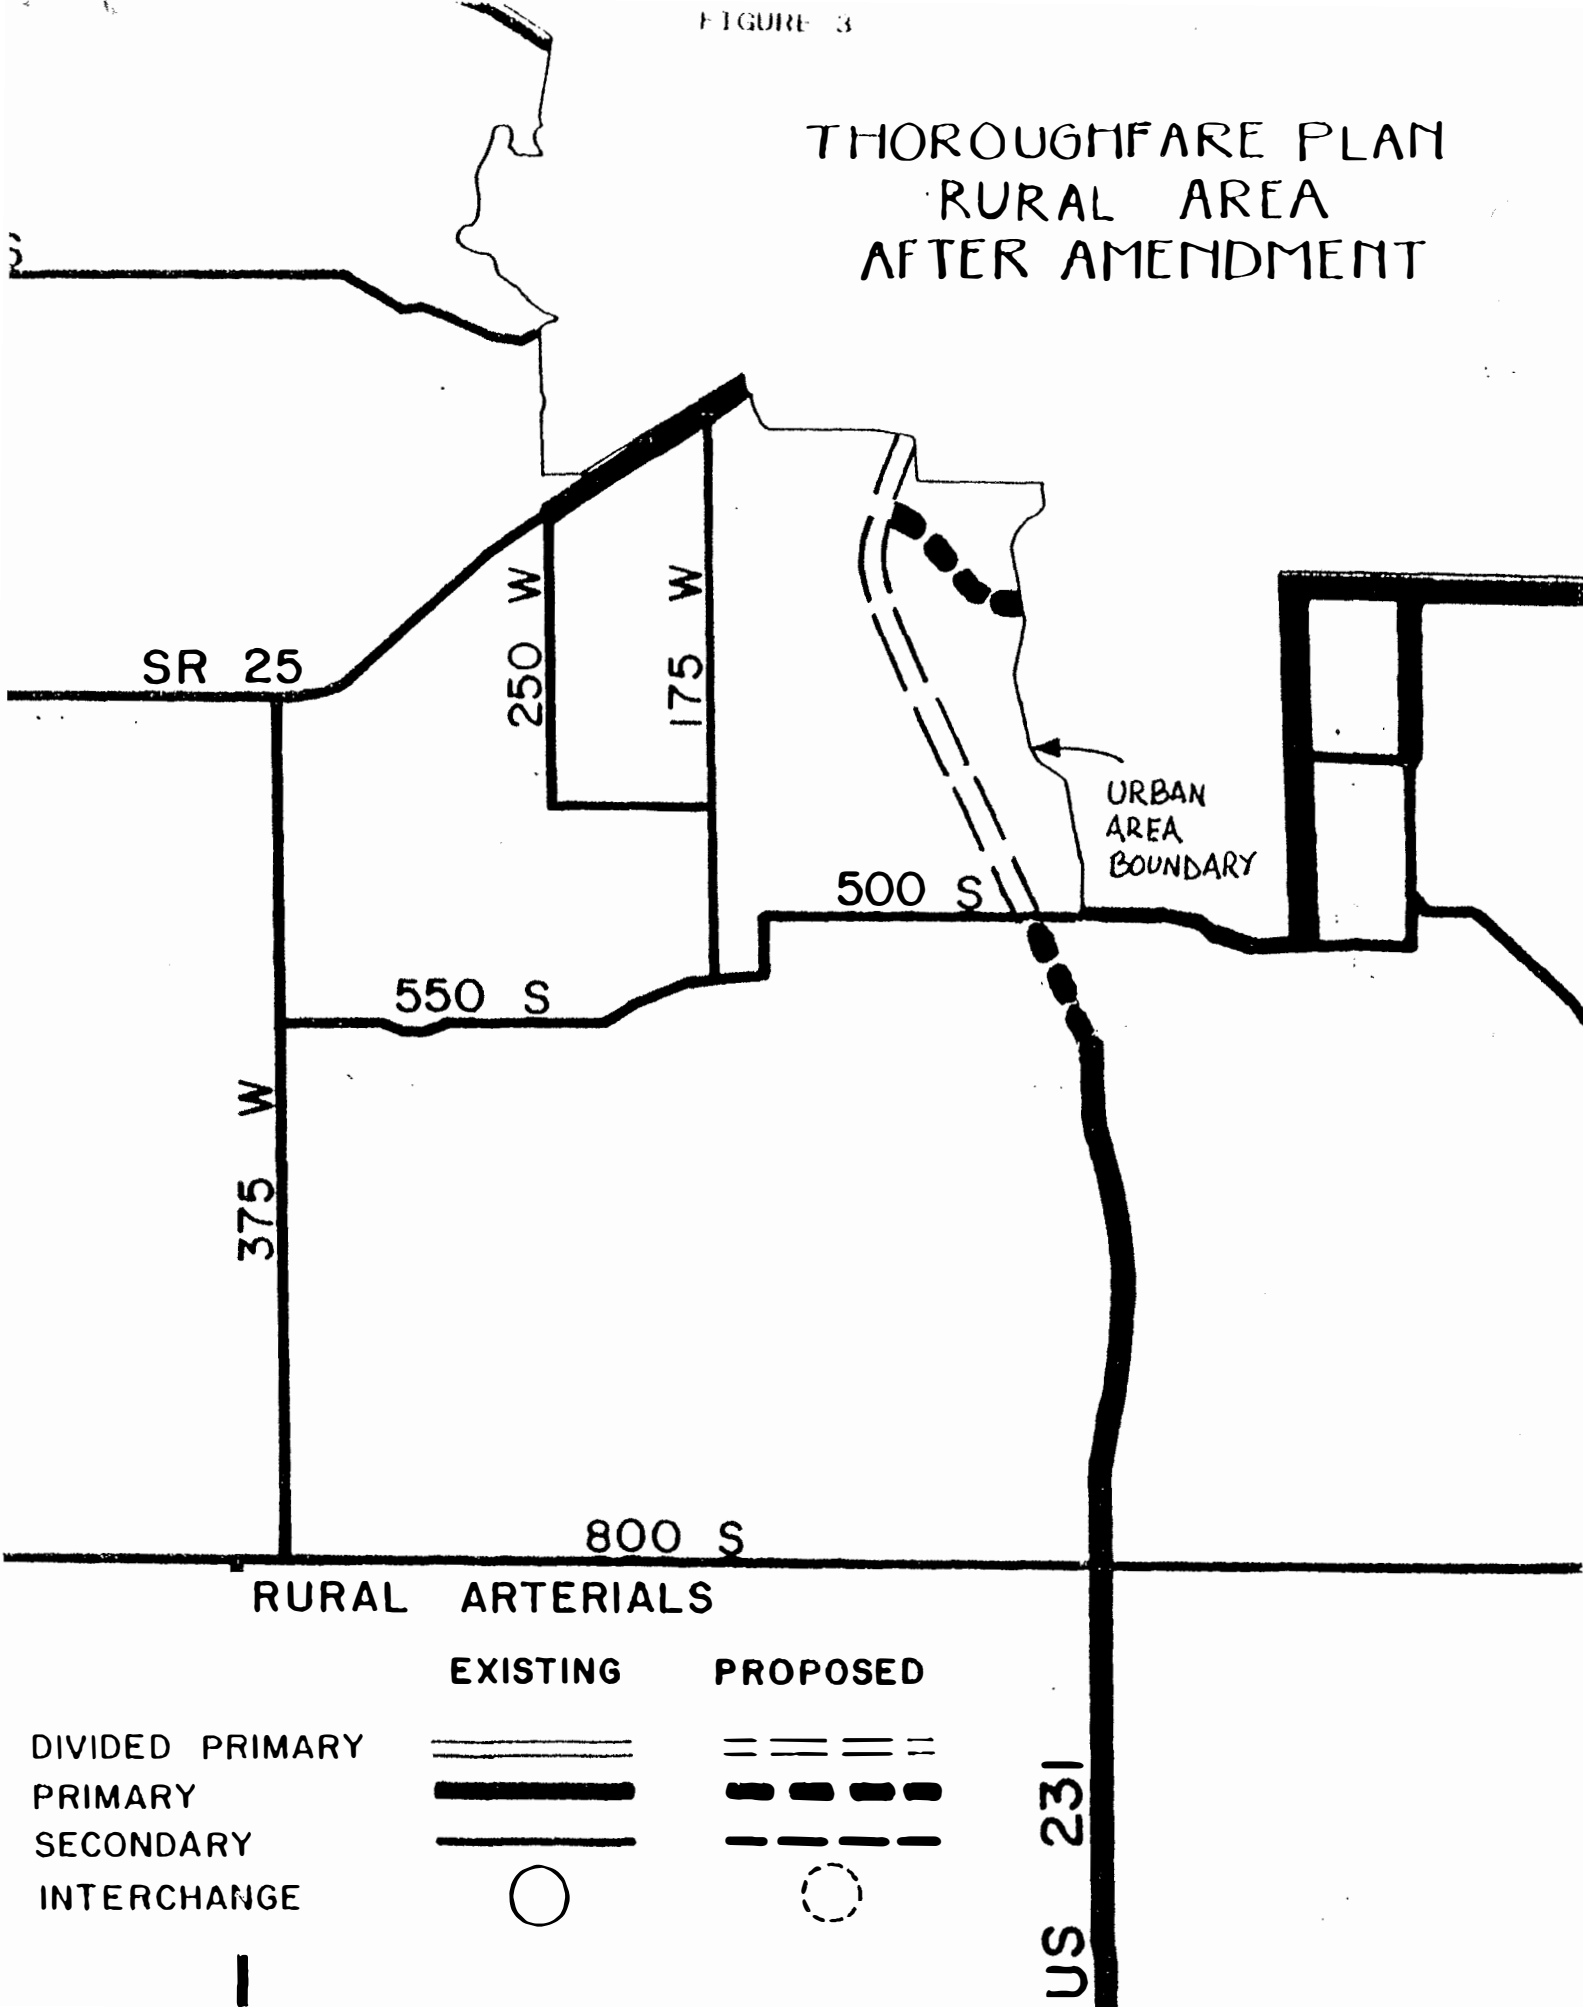 FIGURE 3
THOROUGHFARE PLAN
RURAL AREA
AFTER AMENDMENT
S
SR 25
250 W
175 W
URBAN
AREA
BOUNDARY
500 S
550 S
375 W
800 S
RURAL ARTERIALS
EXISTING PROPOSED
DIVIDED PRIMARY
PRIMARY
SECONDARY
INTERCHANGE
US 231